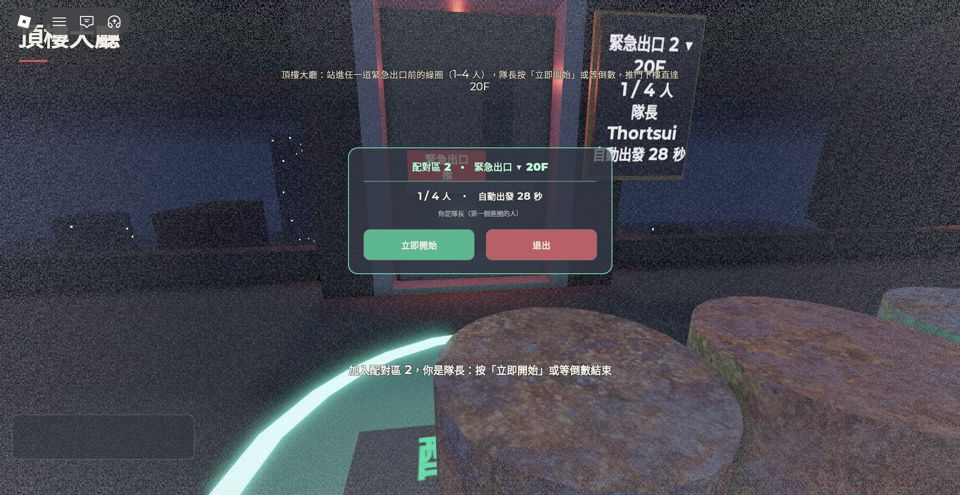 頂樓大廳
緊急出口 2 ▼
20F
1 / 4 人
隊長
Thortsui
自動出發 28 秒
頂樓大廳：站進任一道緊急出口前的綠圈（1–4 人），隊長按「立即開始」或等倒數，推門下樓直達
20F
緊急出口
推
配對區 2 • 緊急出口 ▼ 20F
1 / 4 人 • 自動出發 28 秒
你是隊長（第一個進圈的人）
立即開始
退出
加入配對區 2，你是隊長：按「立即開始」或等倒數結束